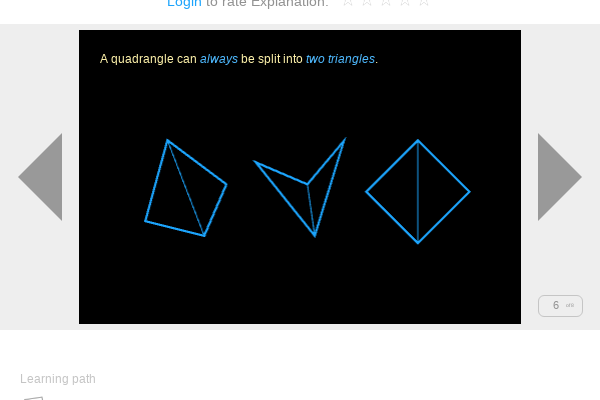 Login to rate Explanation:
A quadrangle can always be split into two triangles.
6
Learning path